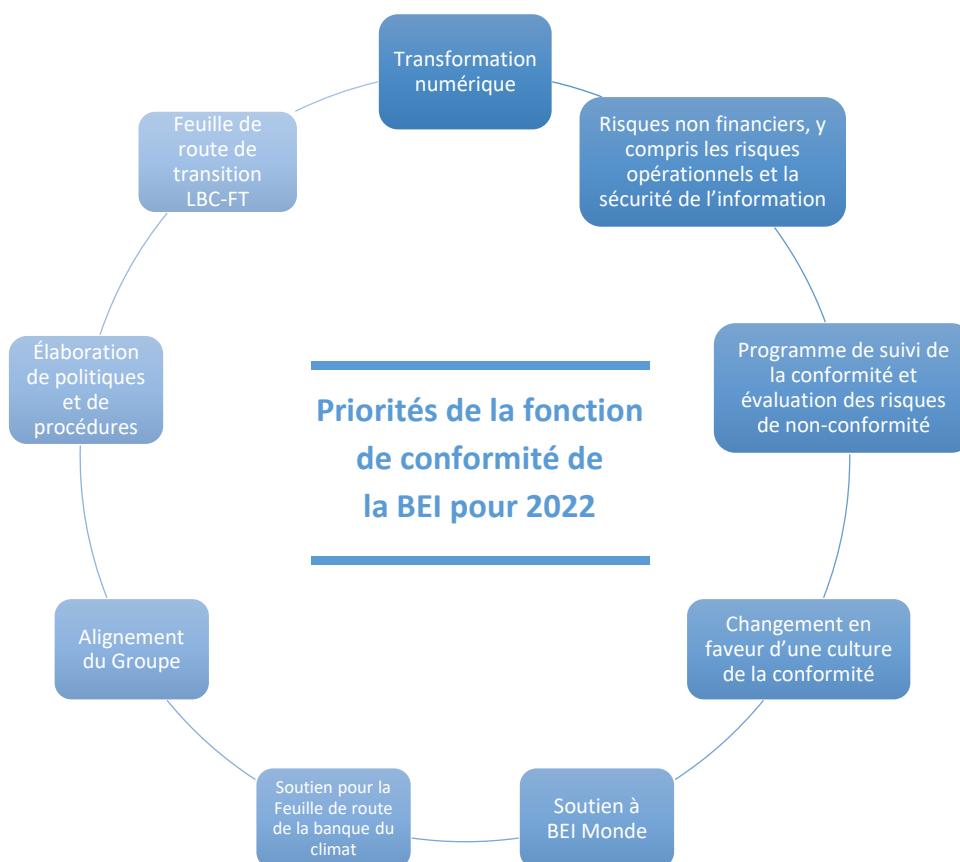 Transformation
numérique
Risques non financiers, y
compris les risques
opérationnels et la
sécurité de l'information
Programme de suivi de
la conformité et
évaluation des risques
de non-conformité
Changement en
faveur d'une culture
de la conformité
Soutien à
BEI Monde
Soutien pour la
Feuille de route
de la banque du
climat
Alignement
du Groupe
Élaboration
de politiques
et de
procédures
Feuille de
route de
transition
LBC-FT
Priorités de la fonction
de conformité de
la BEI pour 2022